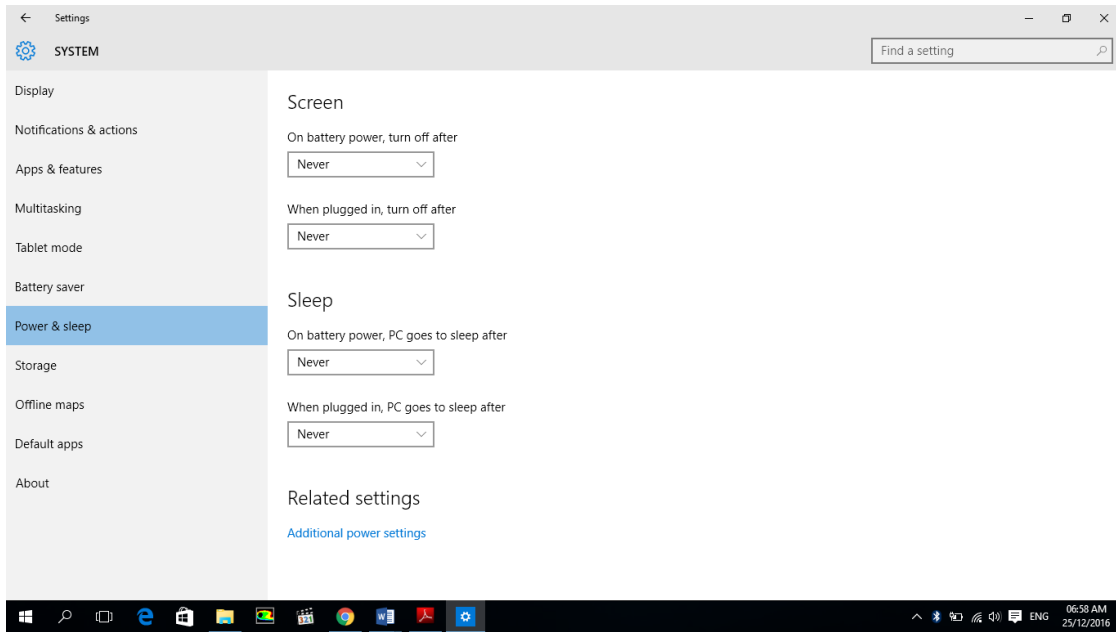 Settings
SYSTEM
Find a setting
Display
Notifications & actions
Apps & features
Multitasking
Tablet mode
Battery saver
Power & sleep
Storage
Offline maps
Default apps
About
Screen
On battery power, turn off after
Never
When plugged in, turn off after
Never
Sleep
On battery power, PC goes to sleep after
Never
When plugged in, PC goes to sleep after
Never
Related settings
Additional power settings
321
ENG
06:58 AM
25/12/2016